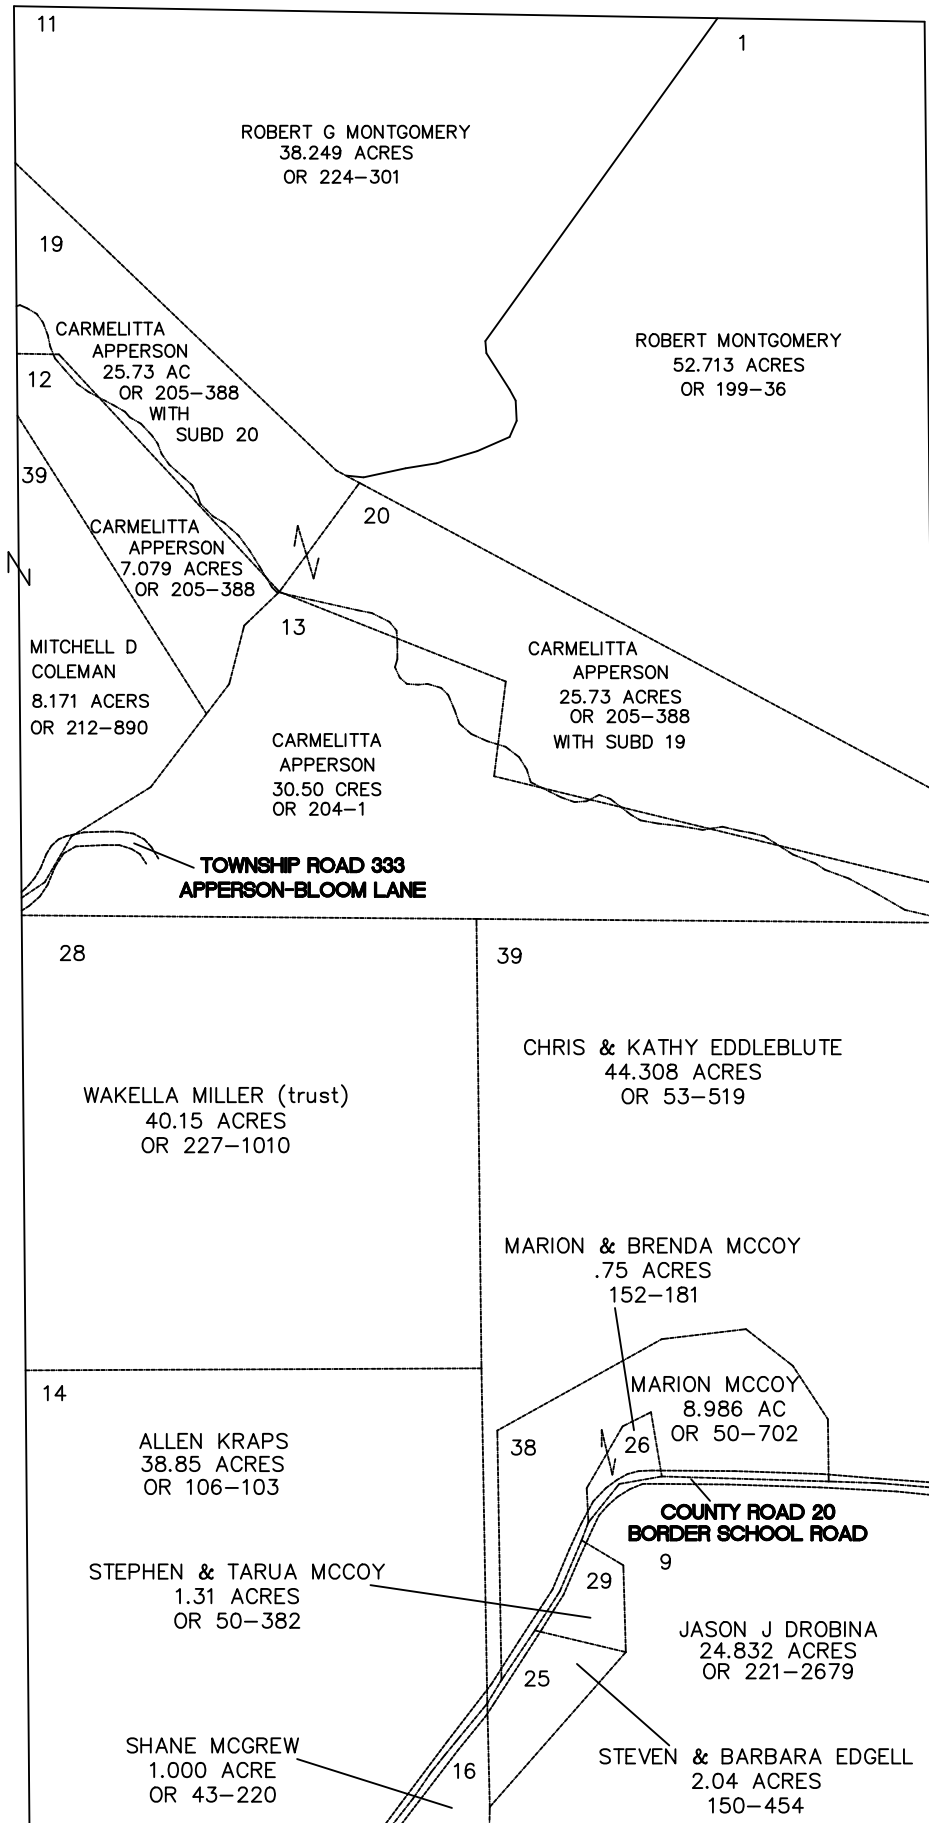 11
1
ROBERT G MONTGOMERY
38.249 ACRES
OR 224-301
19
CARMELITTA
APPERSON
25.73 AC
OR 205-388
WITH
SUBD 20
ROBERT MONTGOMERY
52.713 ACRES
OR 199-36
12
39
20
CARMELITTA
APPERSON
7.079 ACRES
OR 205-388
13
MITCHELL D
COLEMAN
8.171 ACERS
OR 212-890
CARMELITTA
APPERSON
25.73 ACRES
OR 205-388
WITH SUBD 19
CARMELITTA
APPERSON
30.50 CRES
OR 204-1
TOWNSHIP ROAD 333
APPERSON-BLOOM LANE
28
39
CHRIS & KATHY EDDLEBLUTE
44.308 ACRES
OR 53-519
WAKELLA MILLER (trust)
40.15 ACRES
OR 227-1010
MARION & BRENDA MCCOY
.75 ACRES
152-181
14
MARION MCCOY
8.986 AC
OR 50-702
38
26
ALLEN KRAPS
38.85 ACRES
OR 106-103
COUNTY ROAD 20
BORDER SCHOOL ROAD
9
STEPHEN & TARUA MCCOY
1.31 ACRES
OR 50-382
29
JASON J DROBINA
24.832 ACRES
OR 221-2679
25
SHANE MCGREW
1.000 ACRE
OR 43-220
16
STEVEN & BARBARA EDGELL
2.04 ACRES
150-454